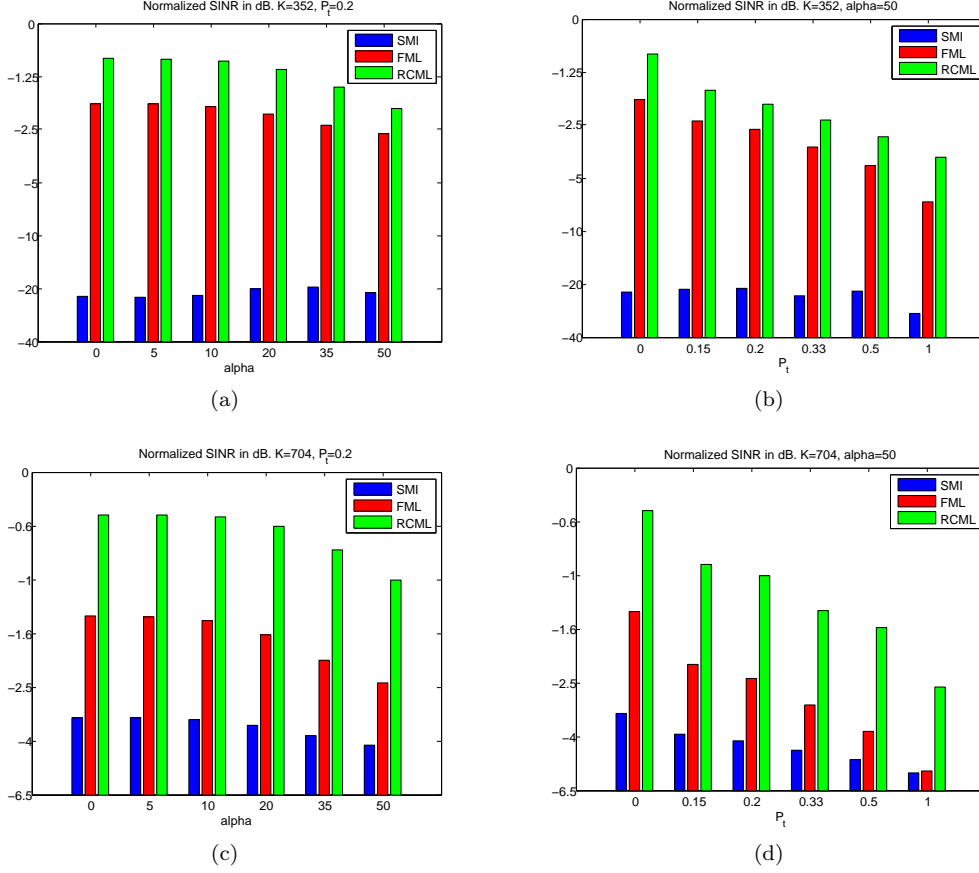 Normalized SINR in dB. K=352, P_t=0.2
0
-1.25
-2.5
-5
-10
-20
-40
SMI
FML
RCML
0 5 10 20 35 50
alpha
(a)
Normalized SINR in dB. K=352, alpha=50
0
-1.25
-2.5
-5
-10
-20
-40
SMI
FML
RCML
0 0.15 0.2 0.33 0.5 1
P_t
(b)
Normalized SINR in dB. K=704, P_t=0.2
0
-0.6
-1
-1.6
-2.5
-4
-6.5
SMI
FML
RCML
0 5 10 20 35 50
alpha
(c)
Normalized SINR in dB. K=704, alpha=50
0
-0.6
-1
-1.6
-2.5
-4
-6.5
SMI
FML
RCML
0 0.15 0.2 0.33 0.5 1
P_t
(d)